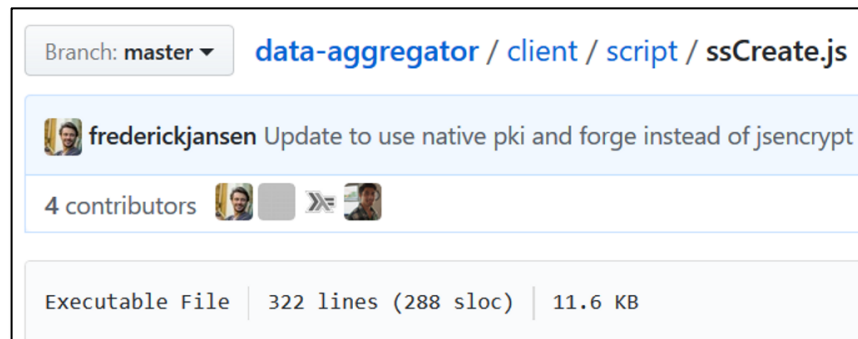 Branch: master data-aggregator / client / script / ssCreate.js
frederickjansen Update to use native pki and forge instead of jsencrypt
4 contributors
Executable File 322 lines (288 sloc) 11.6 KB